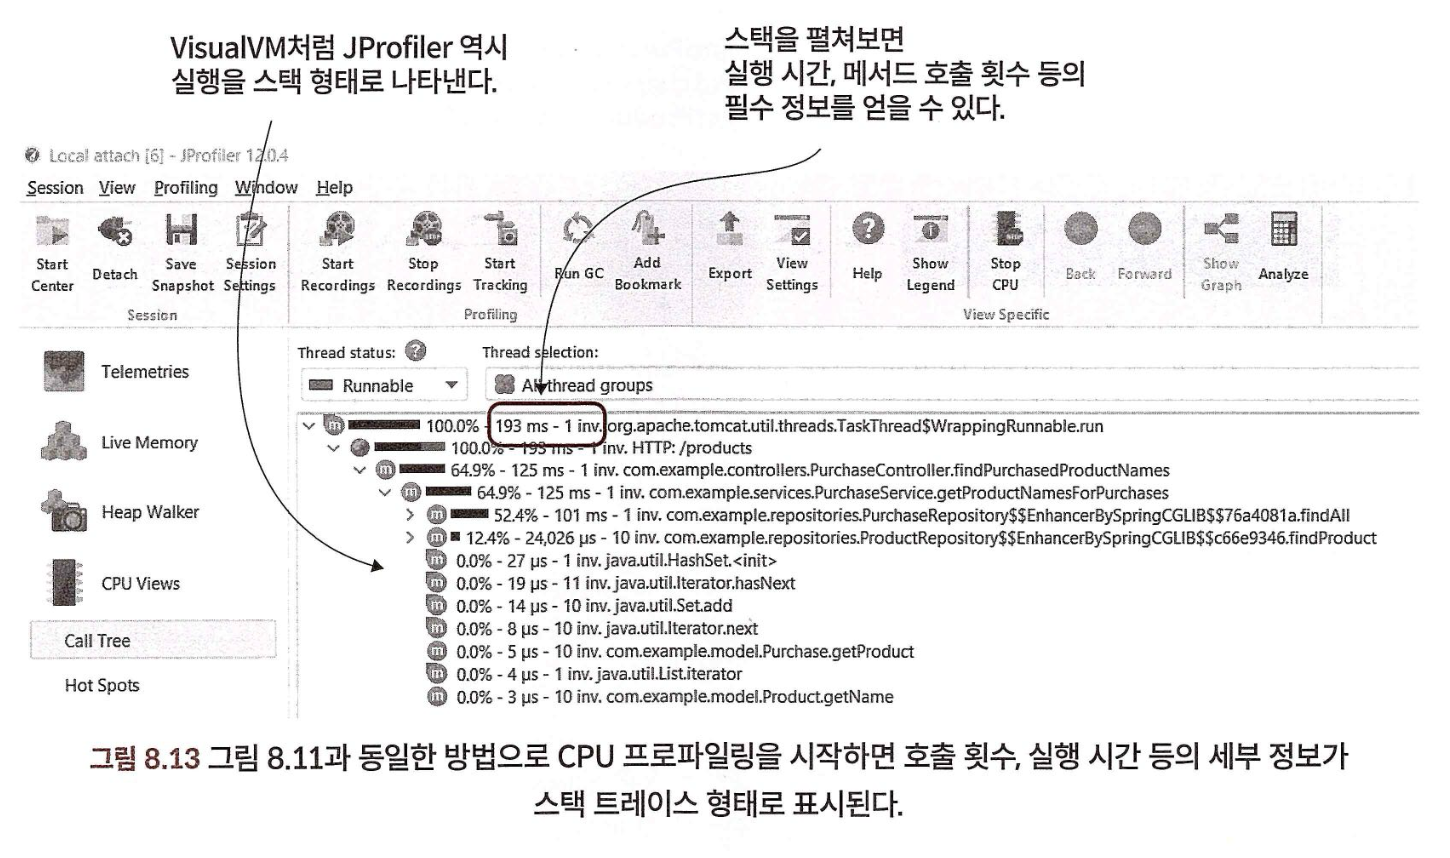 VisualVM처럼 JProfiler 역시
실행을 스택 형태로 나타낸다.
스택을 펼쳐보면
실행 시간, 메서드 호출 횟수 등의
필수 정보를 얻을 수 있다.
Local attach [6] - JProfiler 12.0.4
Session View Profiling Window Help
Start Center
Detach
Save Snapshot
Session Settings
Start Recordings
Stop Recordings
Start Tracking
Run GC
Add Bookmark
Export
View Settings
Help
Show Legend
Stop CPU
Back
Forward
Show Graph
Analyze
Session
Profiling
View Specific
Telemetries
Live Memory
Heap Walker
CPU Views
Call Tree
Hot Spots
Thread status:
Thread selection:
Runnable
All thread groups
100.0% - 193 ms - 1 inv. org.apache.tomcat.util.threads.TaskThread$WrappingRunnable.run
100.0% - 193 ms - 1 inv. HTTP: /products
64.9% - 125 ms - 1 inv. com.example.controllers.PurchaseController.findPurchasedProductNames
64.9% - 125 ms - 1 inv. com.example.services.PurchaseService.getProductNamesForPurchases
52.4% - 101 ms - 1 inv. com.example.repositories.PurchaseRepository$$EnhancerBySpringCGLIB$$76a4081a.findAll
12.4% - 24,026 µs - 10 inv. com.example.repositories.ProductRepository$$EnhancerBySpringCGLIB$$c66e9346.findProduct
0.0% - 27 µs - 1 inv. java.util.HashSet.<init>
0.0% - 19 µs - 11 inv. java.util.Iterator.hasNext
0.0% - 14 µs - 10 inv. java.util.Set.add
0.0% - 8 µs - 10 inv. java.util.Iterator.next
0.0% - 5 µs - 10 inv. com.example.model.Purchase.getProduct
0.0% - 4 µs - 1 inv. java.util.List.iterator
0.0% - 3 µs - 10 inv. com.example.model.Product.getName
그림 8.13 그림 8.11과 동일한 방법으로 CPU 프로파일링을 시작하면 호출 횟수, 실행 시간 등의 세부 정보가
스택 트레이스 형태로 표시된다.